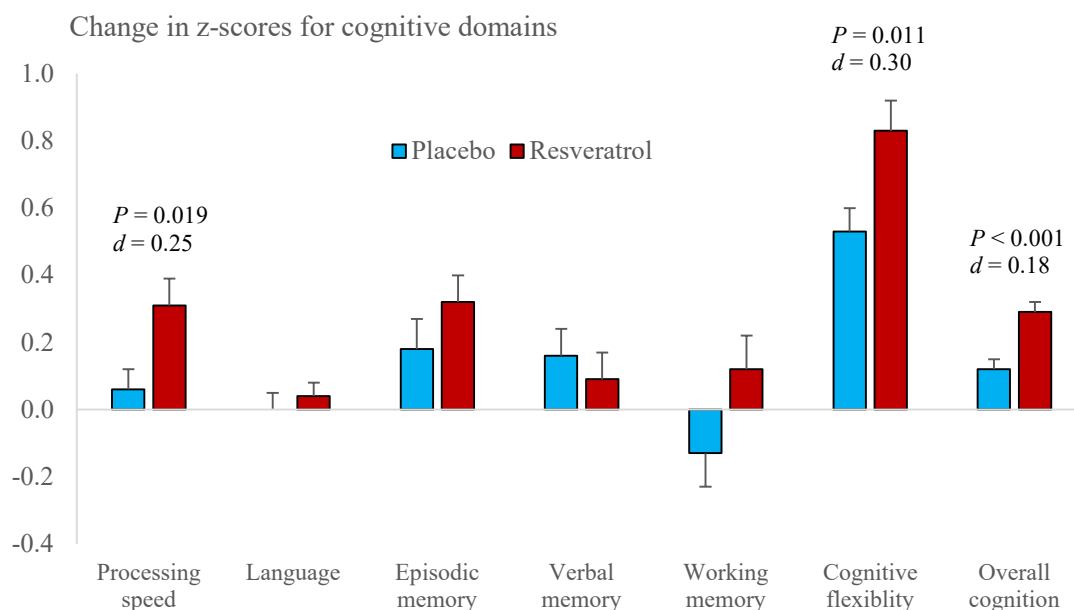 Change in z-scores for cognitive domains
P = 0.011
d = 0.30
1.0
0.8
Placebo
Resveratrol
0.6
P = 0.019
d = 0.25
P < 0.001
d = 0.18
0.4
0.2
0.0
-0.2
-0.4
Processing
speed
Language
Episodic
memory
Verbal
memory
Working
memory
Cognitive
flexiblity
Overall
cognition